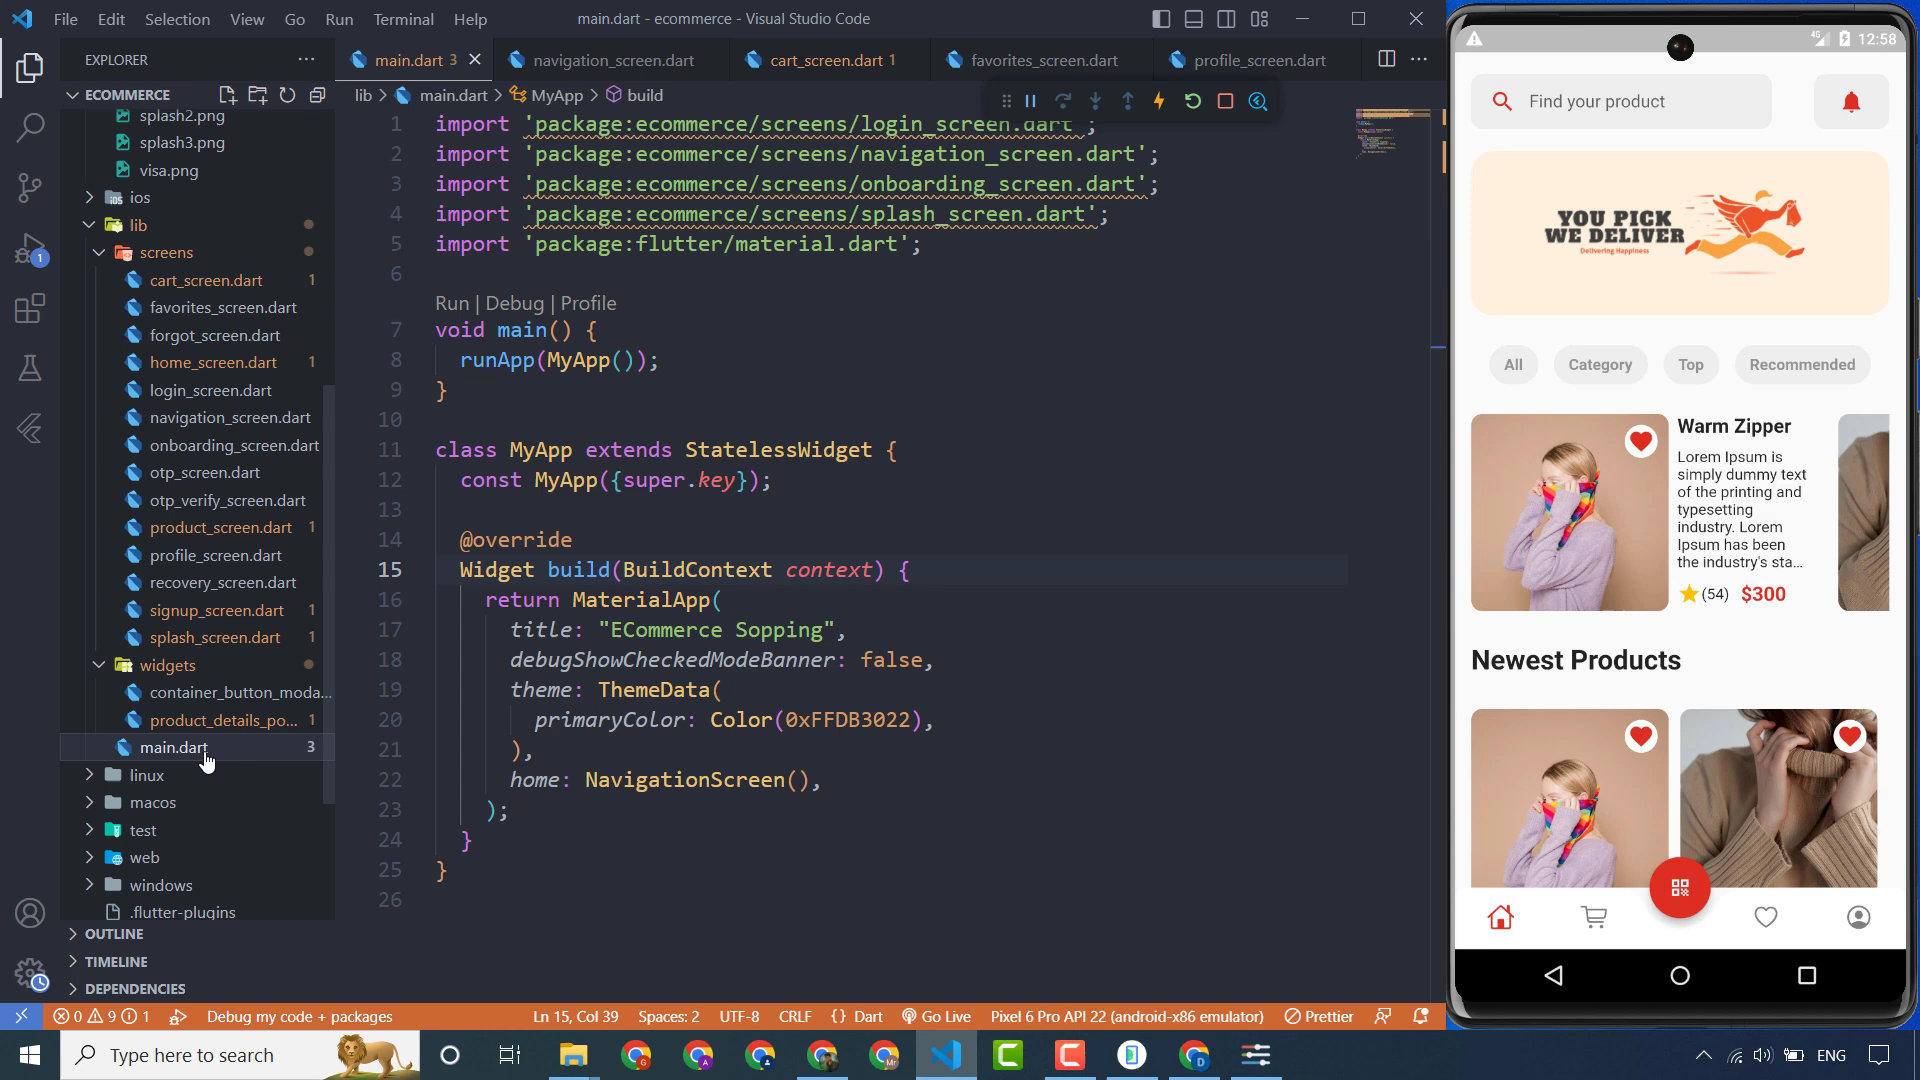 File Edit Selection View Go Run Terminal Help
main.dart - ecommerce - Visual Studio Code
EXPLORER
ECOMMERCE
splash2.png
splash3.png
visa.png
ios
lib
screens
cart_screen.dart 1
favorites_screen.dart
forgot_screen.dart
home_screen.dart 1
login_screen.dart
navigation_screen.dart
onboarding_screen.dart
otp_screen.dart
otp_verify_screen.dart
product_screen.dart 1
profile_screen.dart
recovery_screen.dart
signup_screen.dart 1
splash_screen.dart 1
widgets
container_button_moda...
product_details_po... 1
main.dart 3
linux
macos
test
web
windows
.flutter-plugins
OUTLINE
TIMELINE
DEPENDENCIES
main.dart 3 navigation_screen.dart cart_screen.dart 1 favorites_screen.dart profile_screen.dart
lib > main.dart > MyApp > build
1 import 'package:ecommerce/screens/login_screen.dart';
2 import 'package:ecommerce/screens/navigation_screen.dart';
3 import 'package:ecommerce/screens/onboarding_screen.dart';
4 import 'package:ecommerce/screens/splash_screen.dart';
5 import 'package:flutter/material.dart';
6
Run | Debug | Profile
7 void main() {
8 runApp(MyApp());
9 }
10
11 class MyApp extends StatelessWidget {
12 const MyApp({super.key});
13
14 @override
15 Widget build(BuildContext context) {
16 return MaterialApp(
17 title: "ECommerce Sopping",
18 debugShowCheckedModeBanner: false,
19 theme: ThemeData(
20 primaryColor: Color(0xFFDB3022),
21 ),
22 home: NavigationScreen(),
23 );
24 }
25 }
26
1
0 9 1 Debug my code + packages
Ln 15, Col 39 Spaces: 2 UTF-8 CRLF {} Dart Go Live Pixel 6 Pro API 22 (android-x86 emulator) Prettier
Type here to search
ENG
4G 12:58
Find your product
YOU PICK
WE DELIVER
Delivering Happiness
All Category Top Recommended
Warm Zipper
Lorem Ipsum is
simply dummy text
of the printing and
typesetting
industry. Lorem
Ipsum has been
the industry's sta...
(54) $300
Newest Products